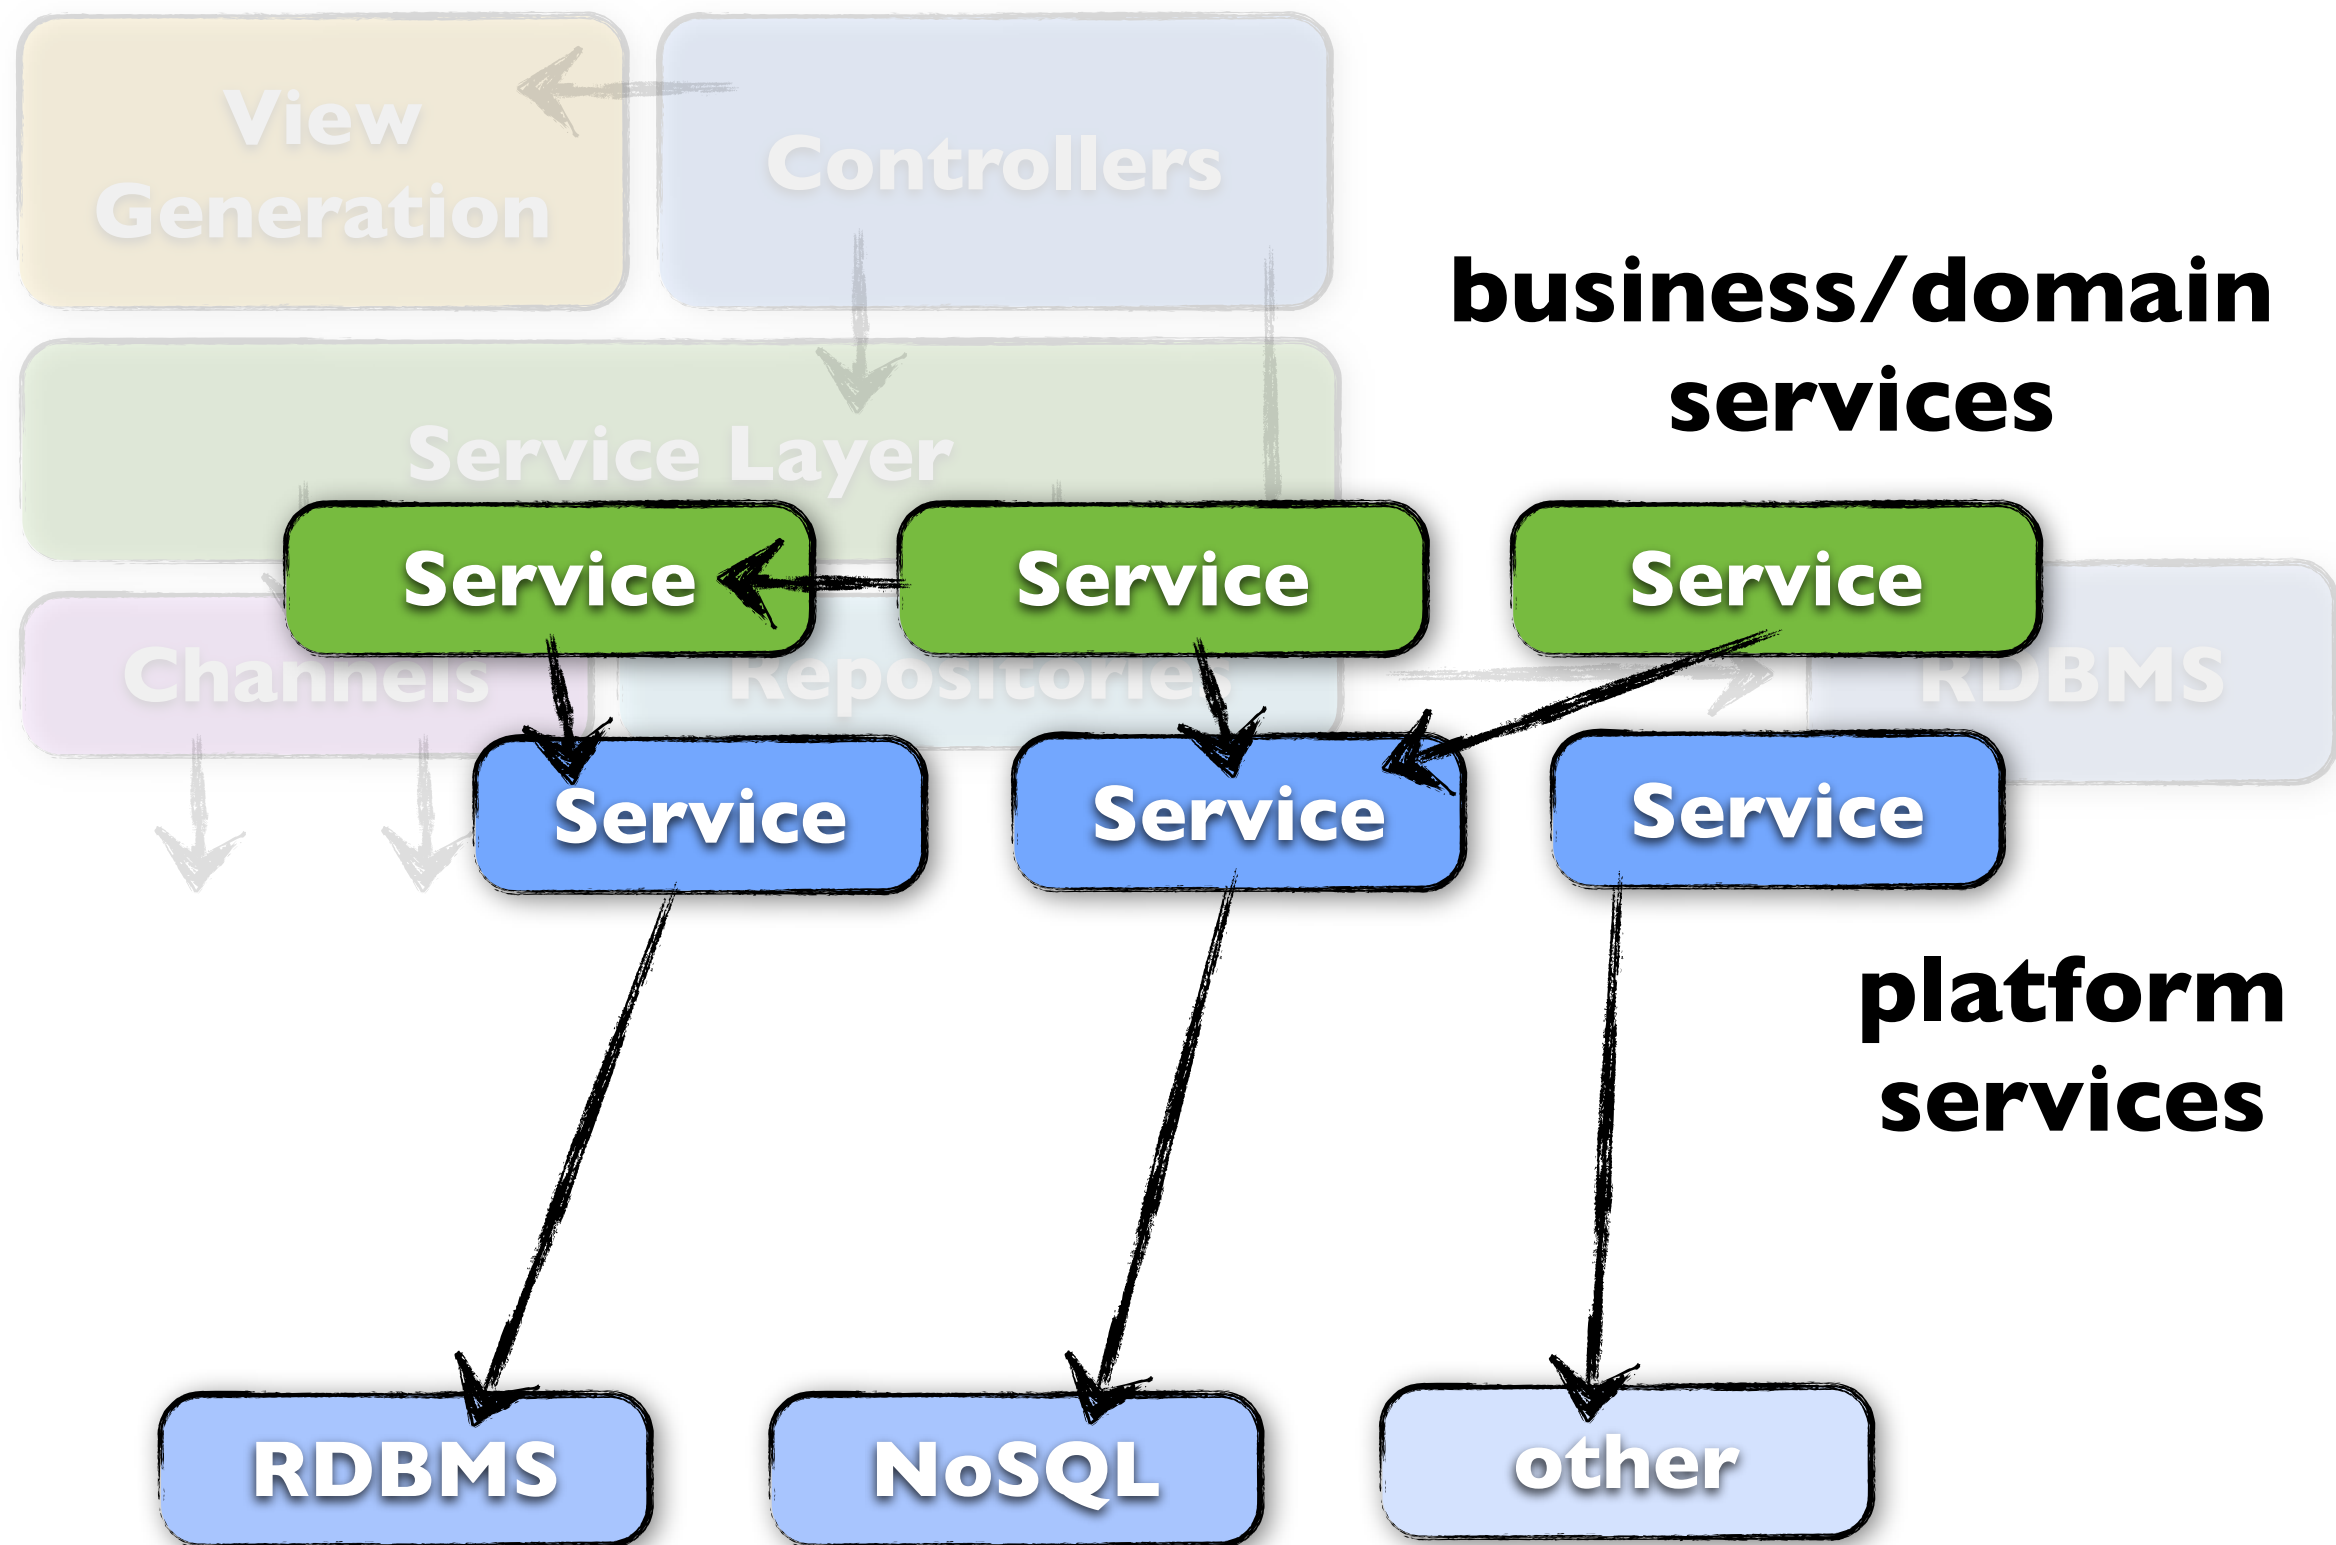 View
Generation
Controllers
business/domain
services
Service Layer
Service
Service
Service
Channels
Repositories
RDBMS
Service
Service
Service
platform
services
RDBMS
NoSQL
other